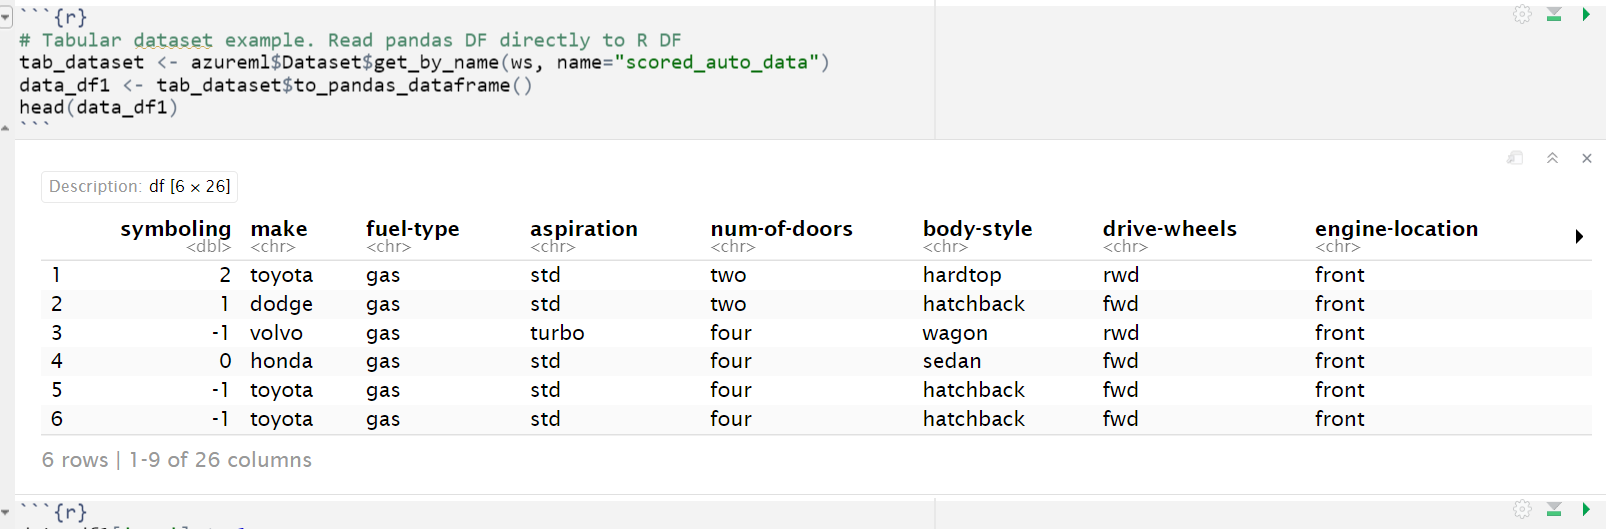 ```{r}
# Tabular dataset example. Read pandas DF directly to R DF
tab_dataset <- azureml$Dataset$get_by_name(ws, name="scored_auto_data")
data_df1 <- tab_dataset$to_pandas_dataframe()
head(data_df1)
```
Description: df [6 × 26]
symboling make fuel-type aspiration num-of-doors body-style drive-wheels engine-location
<dbl> <chr> <chr> <chr> <chr> <chr> <chr> <chr>
1 2 toyota gas std two hardtop rwd front
2 1 dodge gas std two hatchback fwd front
3 -1 volvo gas turbo four wagon rwd front
4 0 honda gas std four sedan fwd front
5 -1 toyota gas std four hatchback fwd front
6 -1 toyota gas std four hatchback fwd front
6 rows | 1-9 of 26 columns
```{r}